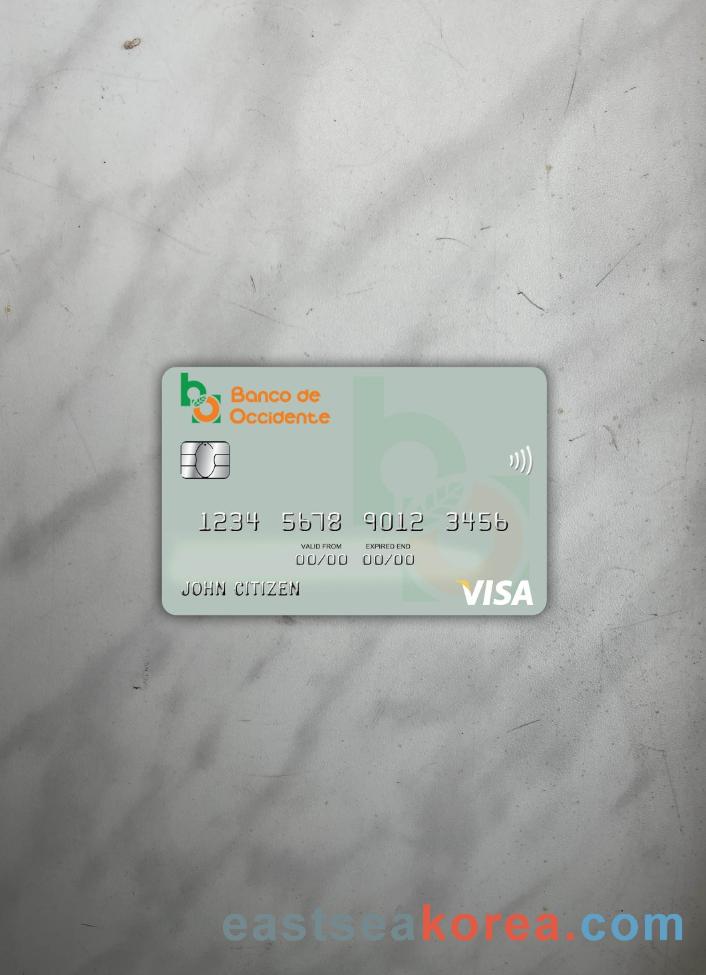 Banco de
Occidente
1234 5678 9012 3456
VALID FROM EXPIRED END
00/00 00/00
JOHN CITIZEN
VISA
eastseakorea.com